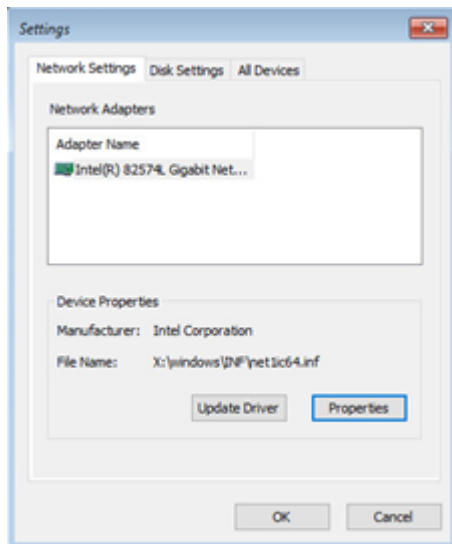 Settings
Network Settings Disk Settings All Devices
Network Adapters
Adapter Name
Intel(R) 82574L Gigabit Net...
Device Properties
Manufacturer: Intel Corporation
File Name: X:\windows\INF\net1ic64.inf
Update Driver Properties
OK Cancel